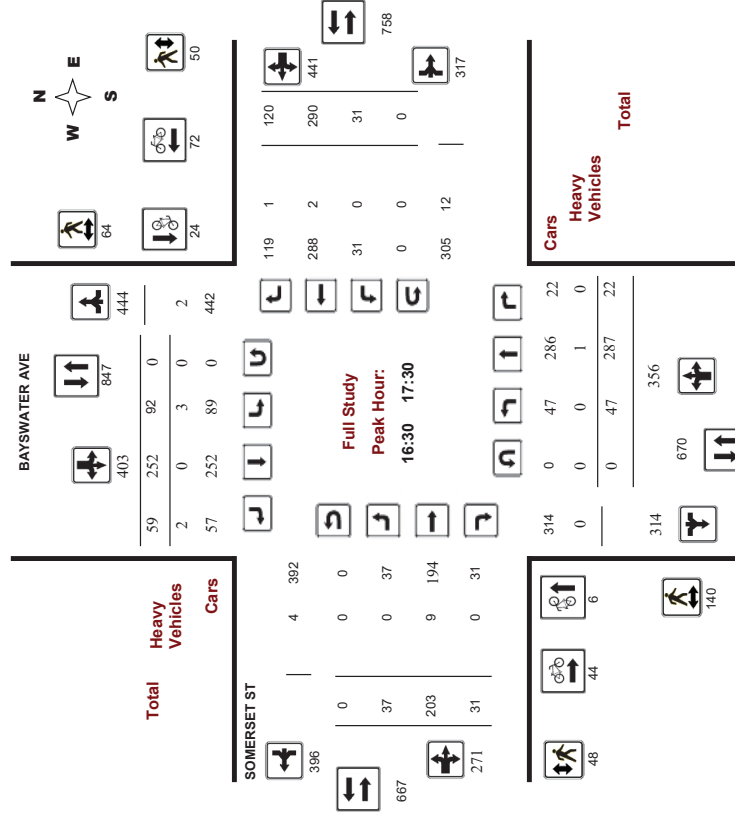 BAYSWATER AVE
N
W E
S
64
24
72
50
403
847
444
Total 59 252 92 0
Heavy
Vehicles 2 0 3 0 2
Cars 57 252 89 0 442
SOMERSET ST
396 4 392
0 0 0
37 0 37
667
203 9 194
271
31 0 31
Full Study
Peak Hour:
16:30 17:30
119 1 120
441
288 2 290
31 0 31
0 0 0
758
305 12 317
48
44
6
140
314 0 47 286 22 Cars
0 0 0 1 0 Heavy
Vehicles
314 0 47 287 22 Total
314
670
356